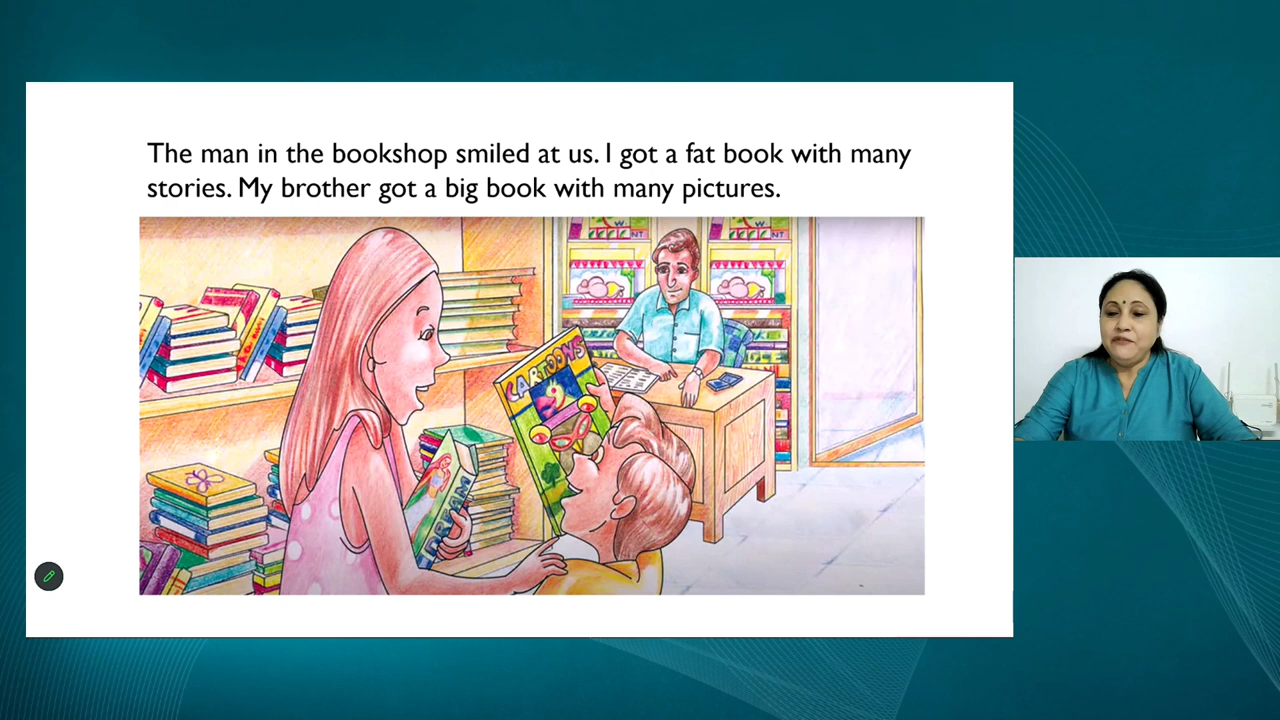 The man in the bookshop smiled at us. I got a fat book with many
stories. My brother got a big book with many pictures.
CARTOONS